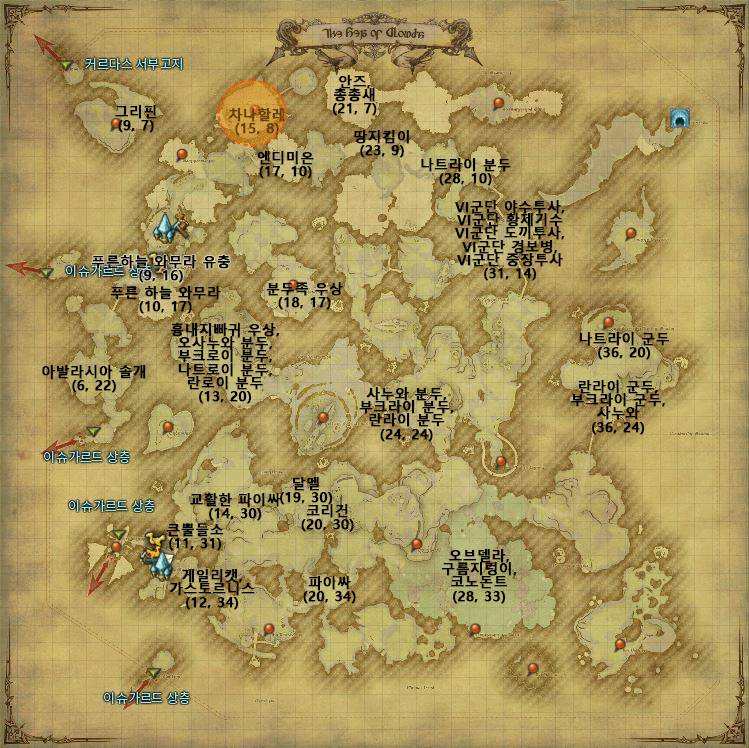 커르다스 서부고지
그리핀
(9, 7)
차나할레
(15, 8)
안즈,
총총새
(21, 7)
땅지킴이
(23, 9)
엔디미온
(17, 10)
나트라이 분두
(28, 10)
VI군단 야수투사,
VI군단 황제기수
VI군단 도끼투사,
VI군단 경보병,
VI군단 중장투사
(31, 14)
푸른하늘 와무라 유충
(9, 16)
이슈가르드 상층
푸른 하늘 와무라
(10, 17)
분두족 우상
(18, 17)
흉내지빠귀 우상,
오사누와 분두,
부크로이 분두,
나트로이 분두,
란로이 분두
(13, 20)
나트라이 군두
(36, 20)
아발라시아 솔개
(6, 22)
사누와 분두,
부크라이 분두,
란라이 분두
(24, 24)
란라이 군두,
부크라이 군두,
사누와
(36, 24)
이슈가르드 상층
이슈가르드 상층
교활한 파이싸
(14, 30)
달멜
(19, 30)
코리건
(20, 30)
큰뿔들소
(11, 31)
게일리캣,
가스토르니스
(12, 34)
파이싸
(20, 34)
오브델라,
구름지렁이,
코노돈트
(28, 33)
이슈가르드 상층